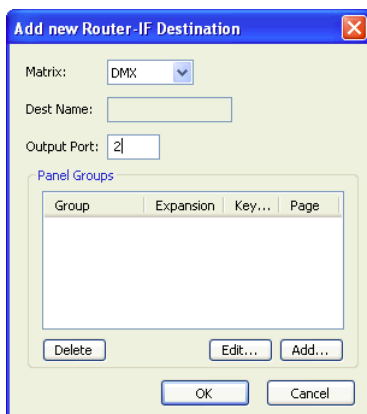 Add new Router-IF Destination
Matrix: DMX
Dest Name:
Output Port: 2
Panel Groups
Group Expansion Key... Page
Delete Edit... Add...
OK Cancel